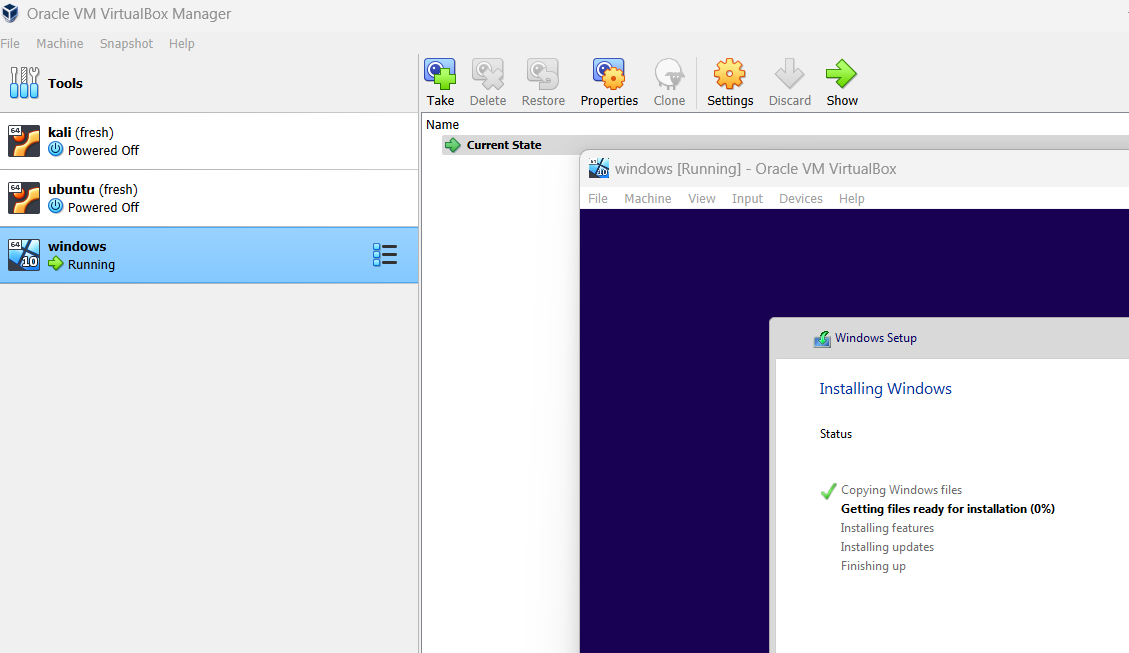 Oracle VM VirtualBox Manager
File Machine Snapshot Help
Tools
Take Delete Restore Properties Clone Settings Discard Show
64
kali (fresh)
Powered Off
64
ubuntu (fresh)
Powered Off
64
10
windows
Running
Name
Current State
windows [Running] - Oracle VM VirtualBox
File Machine View Input Devices Help
Windows Setup
Installing Windows
Status
Copying Windows files
Getting files ready for installation (0%)
Installing features
Installing updates
Finishing up